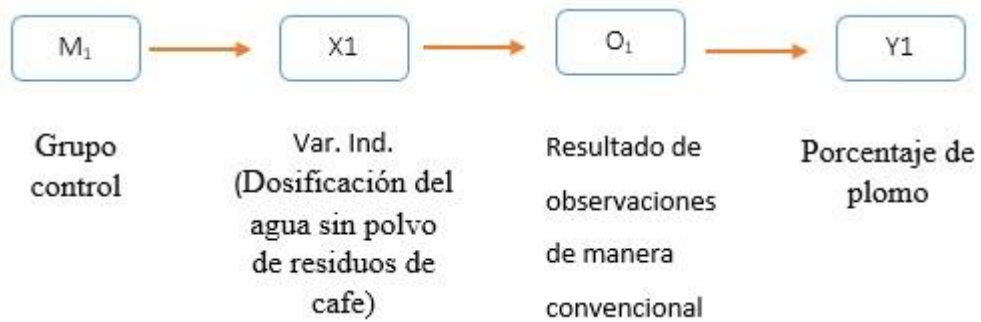 M₁
X1
O₁
Y1
Grupo
control
Var. Ind.
(Dosificación del
agua sin polvo
de residuos de
cafe)
Resultado de
observaciones
de manera
convencional
Porcentaje de
plomo